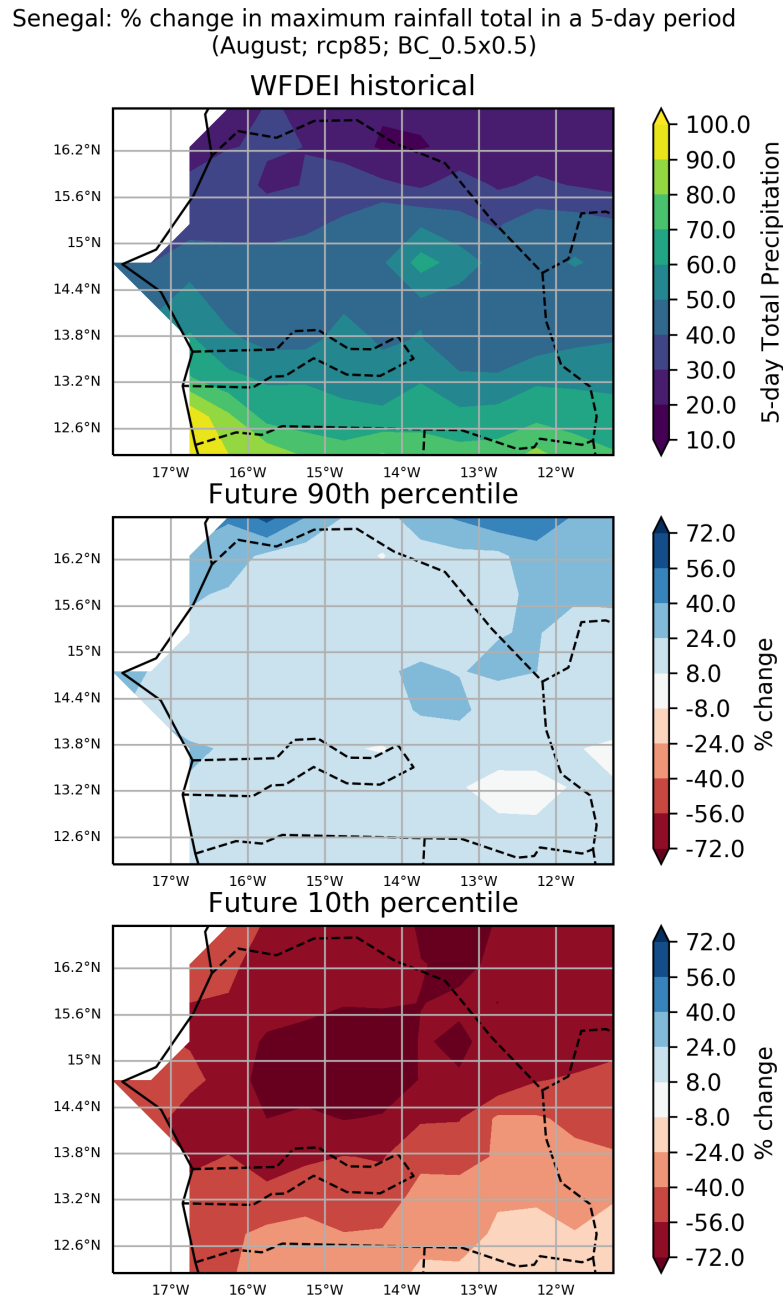 Senegal: % change in maximum rainfall total in a 5-day period
(August; rcp85; BC_0.5x0.5)
WFDEI historical
16.2°N
15.6°N
15°N
14.4°N
13.8°N
13.2°N
12.6°N
17°W 16°W 15°W 14°W 13°W 12°W
100.0
90.0
80.0
70.0
60.0
50.0
40.0
30.0
20.0
10.0
5-day Total Precipitation
Future 90th percentile
16.2°N
15.6°N
15°N
14.4°N
13.8°N
13.2°N
12.6°N
17°W 16°W 15°W 14°W 13°W 12°W
72.0
56.0
40.0
24.0
8.0
-8.0
-24.0
-40.0
-56.0
-72.0
% change
Future 10th percentile
16.2°N
15.6°N
15°N
14.4°N
13.8°N
13.2°N
12.6°N
17°W 16°W 15°W 14°W 13°W 12°W
72.0
56.0
40.0
24.0
8.0
-8.0
-24.0
-40.0
-56.0
-72.0
% change